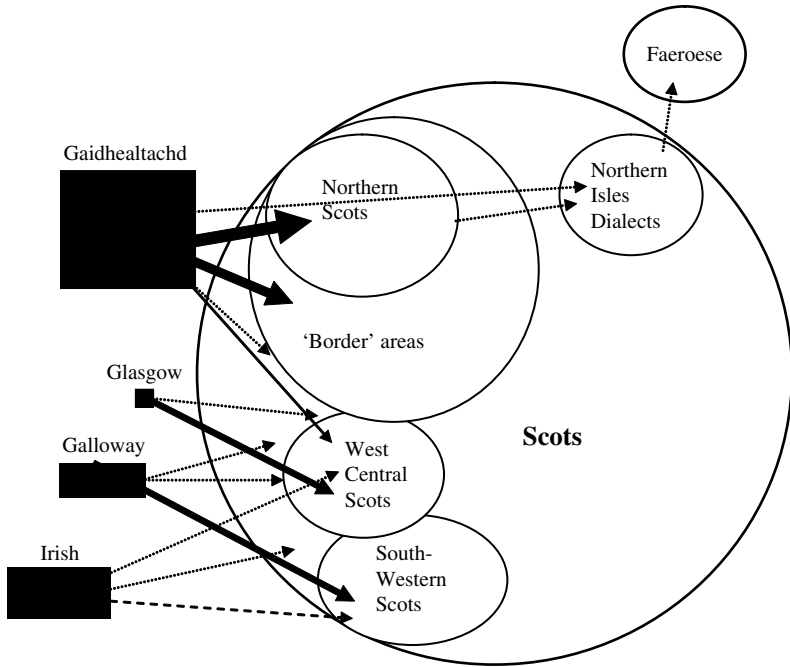 Faeroese
Gaidhealtachd
Northern
Scots
Northern
Isles
Dialects
‘Border’ areas
Glasgow
Scots
Galloway
West
Central
Scots
Irish
South-
Western
Scots